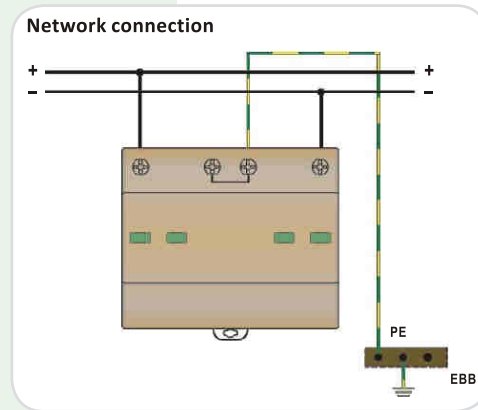 Network connection
+ +
– –
PE
EBB